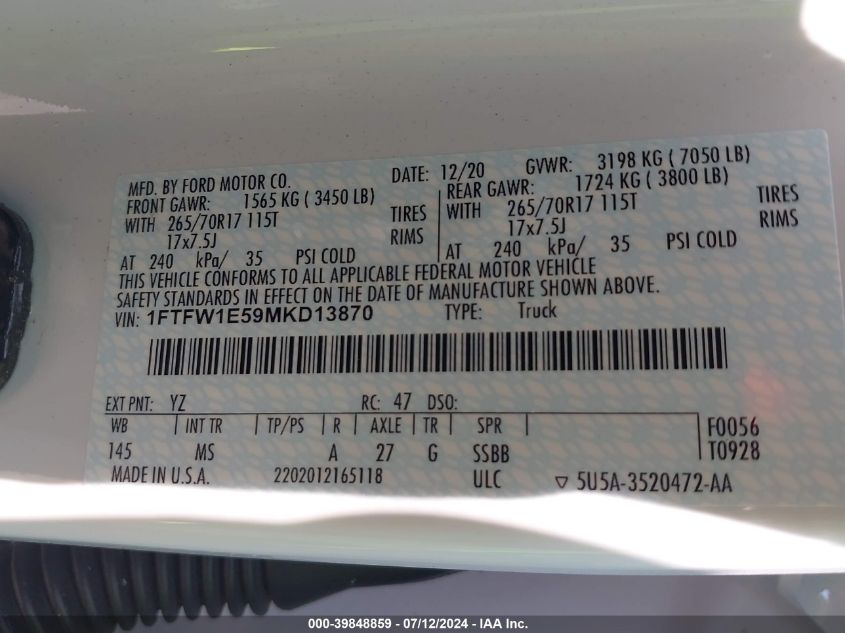 MFD. BY FORD MOTOR CO. DATE: 12/20 GVWR: 3198 KG ( 7050 LB)
FRONT GAWR: 1565 KG ( 3450 LB) REAR GAWR: 1724 KG ( 3800 LB)
WITH 265/70R17 115T TIRES WITH 265/70R17 115T TIRES
17x7.5J RIMS 17x7.5J RIMS
AT 240 kPa/ 35 PSI COLD AT 240 kPa/ 35 PSI COLD
THIS VEHICLE CONFORMS TO ALL APPLICABLE FEDERAL MOTOR VEHICLE
SAFETY STANDARDS IN EFFECT ON THE DATE OF MANUFACTURE SHOWN ABOVE.
VIN: 1FTFW1E59MKD13870 TYPE: Truck
EXT PNT: YZ RC: 47 DSO:
WB INT TR TP/PS R AXLE TR SPR F0056
145 MS A 27 G SSBB T0928
MADE IN U.S.A. 2202012165118 ULC ▽ 5U5A-3520472-AA
000-39848859 / 07/12/2024 - IAA Inc.